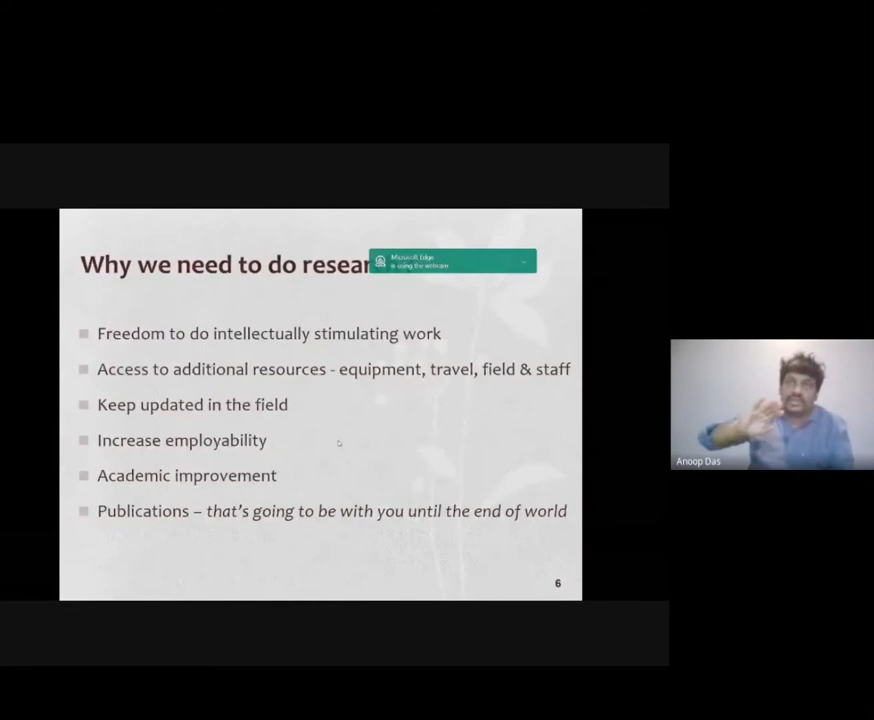 Why we need to do resear
Microsoft Edge
is using the webcam
Freedom to do intellectually stimulating work
Access to additional resources - equipment, travel, field & staff
Keep updated in the field
Increase employability
Academic improvement
Publications – that's going to be with you until the end of world
6
Anoop Das